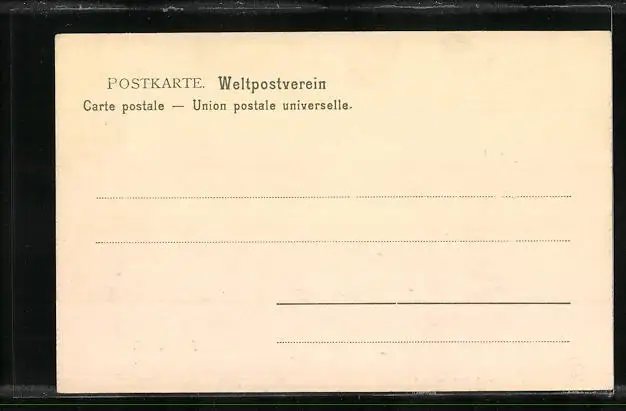 POSTKARTE. Weltpostverein
Carte postale — Union postale universelle.